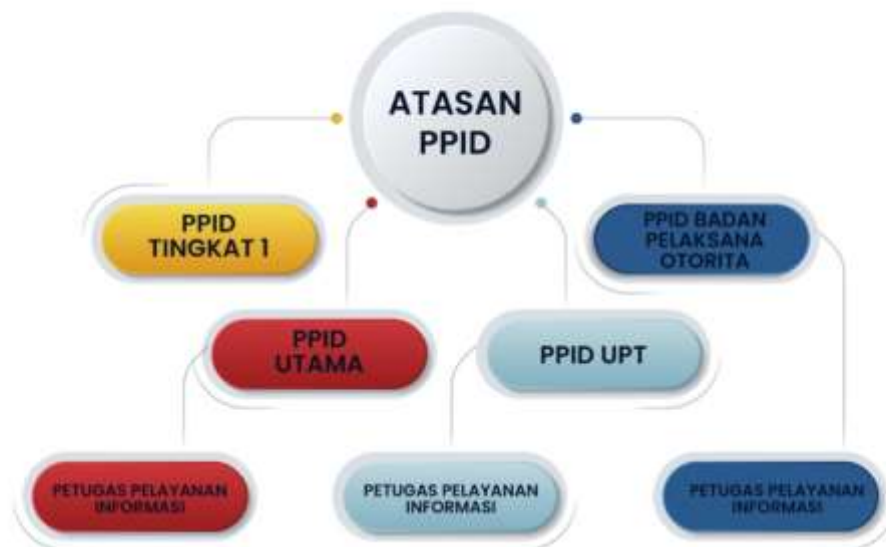 ATASAN
PPID
PPID
TINGKAT 1
PPID BADAN
PELAKSANA
OTORITA
PPID
UTAMA
PPID UPT
PETUGAS PELAYANAN
INFORMASI
PETUGAS PELAYANAN
INFORMASI
PETUGAS PELAYANAN
INFORMASI